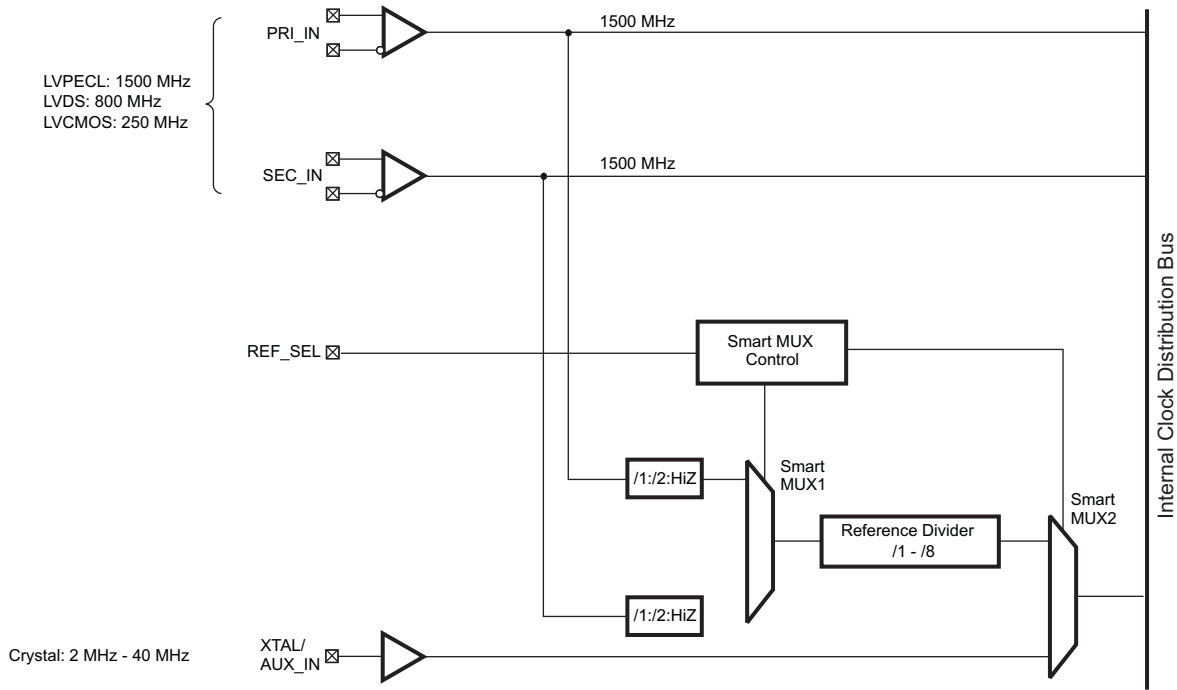 PRI_IN
1500 MHz
LVPECL: 1500 MHz
LVDS: 800 MHz
LVCMOS: 250 MHz
SEC_IN
1500 MHz
REF_SEL
Smart MUX
Control
/1:/2:HiZ
Smart
MUX1
Reference Divider
/1 - /8
Smart
MUX2
/1:/2:HiZ
Crystal: 2 MHz - 40 MHz
XTAL/
AUX_IN
Internal Clock Distribution Bus